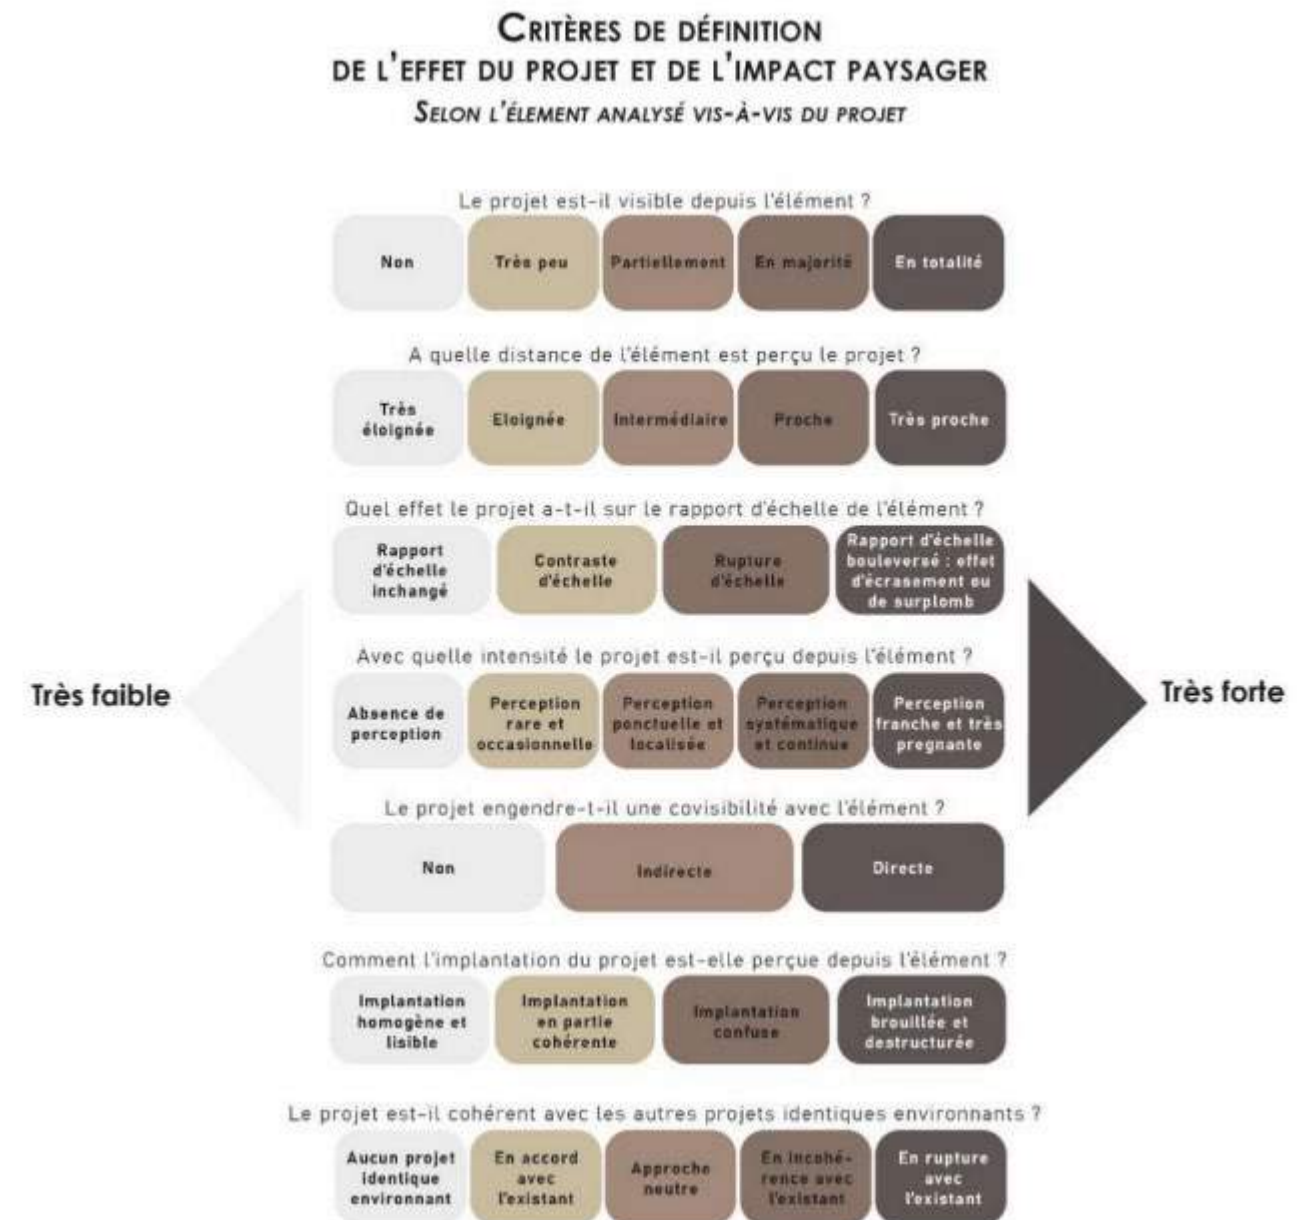 CRITÈRES DE DÉFINITION
DE L'EFFET DU PROJET ET DE L'IMPACT PAYSAGER
SELON L'ÉLEMENT ANALYSÉ VIS-À-VIS DU PROJET
Le projet est-il visible depuis l'élément ?
Non
Très peu
Partiellement
En majorité
En totalité
A quelle distance de l'élément est perçu le projet ?
Très
éloignée
Eloignée
Intermédiaire
Proche
Très proche
Quel effet le projet a-t-il sur le rapport d'échelle de l'élément ?
Rapport
d'échelle
inchangé
Contraste
d'échelle
Rupture
d'échelle
Rapport d'échelle
bouleversé : effet
d'écrasement ou
de surplomb
Très faible
Très forte
Avec quelle intensité le projet est-il perçu depuis l'élément ?
Absence de
perception
Perception
rare et
occasionnelle
Perception
ponctuelle et
localisée
Perception
systématique
et continue
Perception
franche et très
pregnante
Le projet engendre-t-il une covisibilité avec l'élément ?
Non
Indirecte
Directe
Comment l'implantation du projet est-elle perçue depuis l'élément ?
Implantation
homogène et
lisible
Implantation
en partie
cohérente
Implantation
confuse
Implantation
brouillée et
destructurée
Le projet est-il cohérent avec les autres projets identiques environnants ?
Aucun projet
identique
environnant
En accord
avec
l'existant
Approche
neutre
En incohé-
rence avec
l'existant
En rupture
avec
l'existant